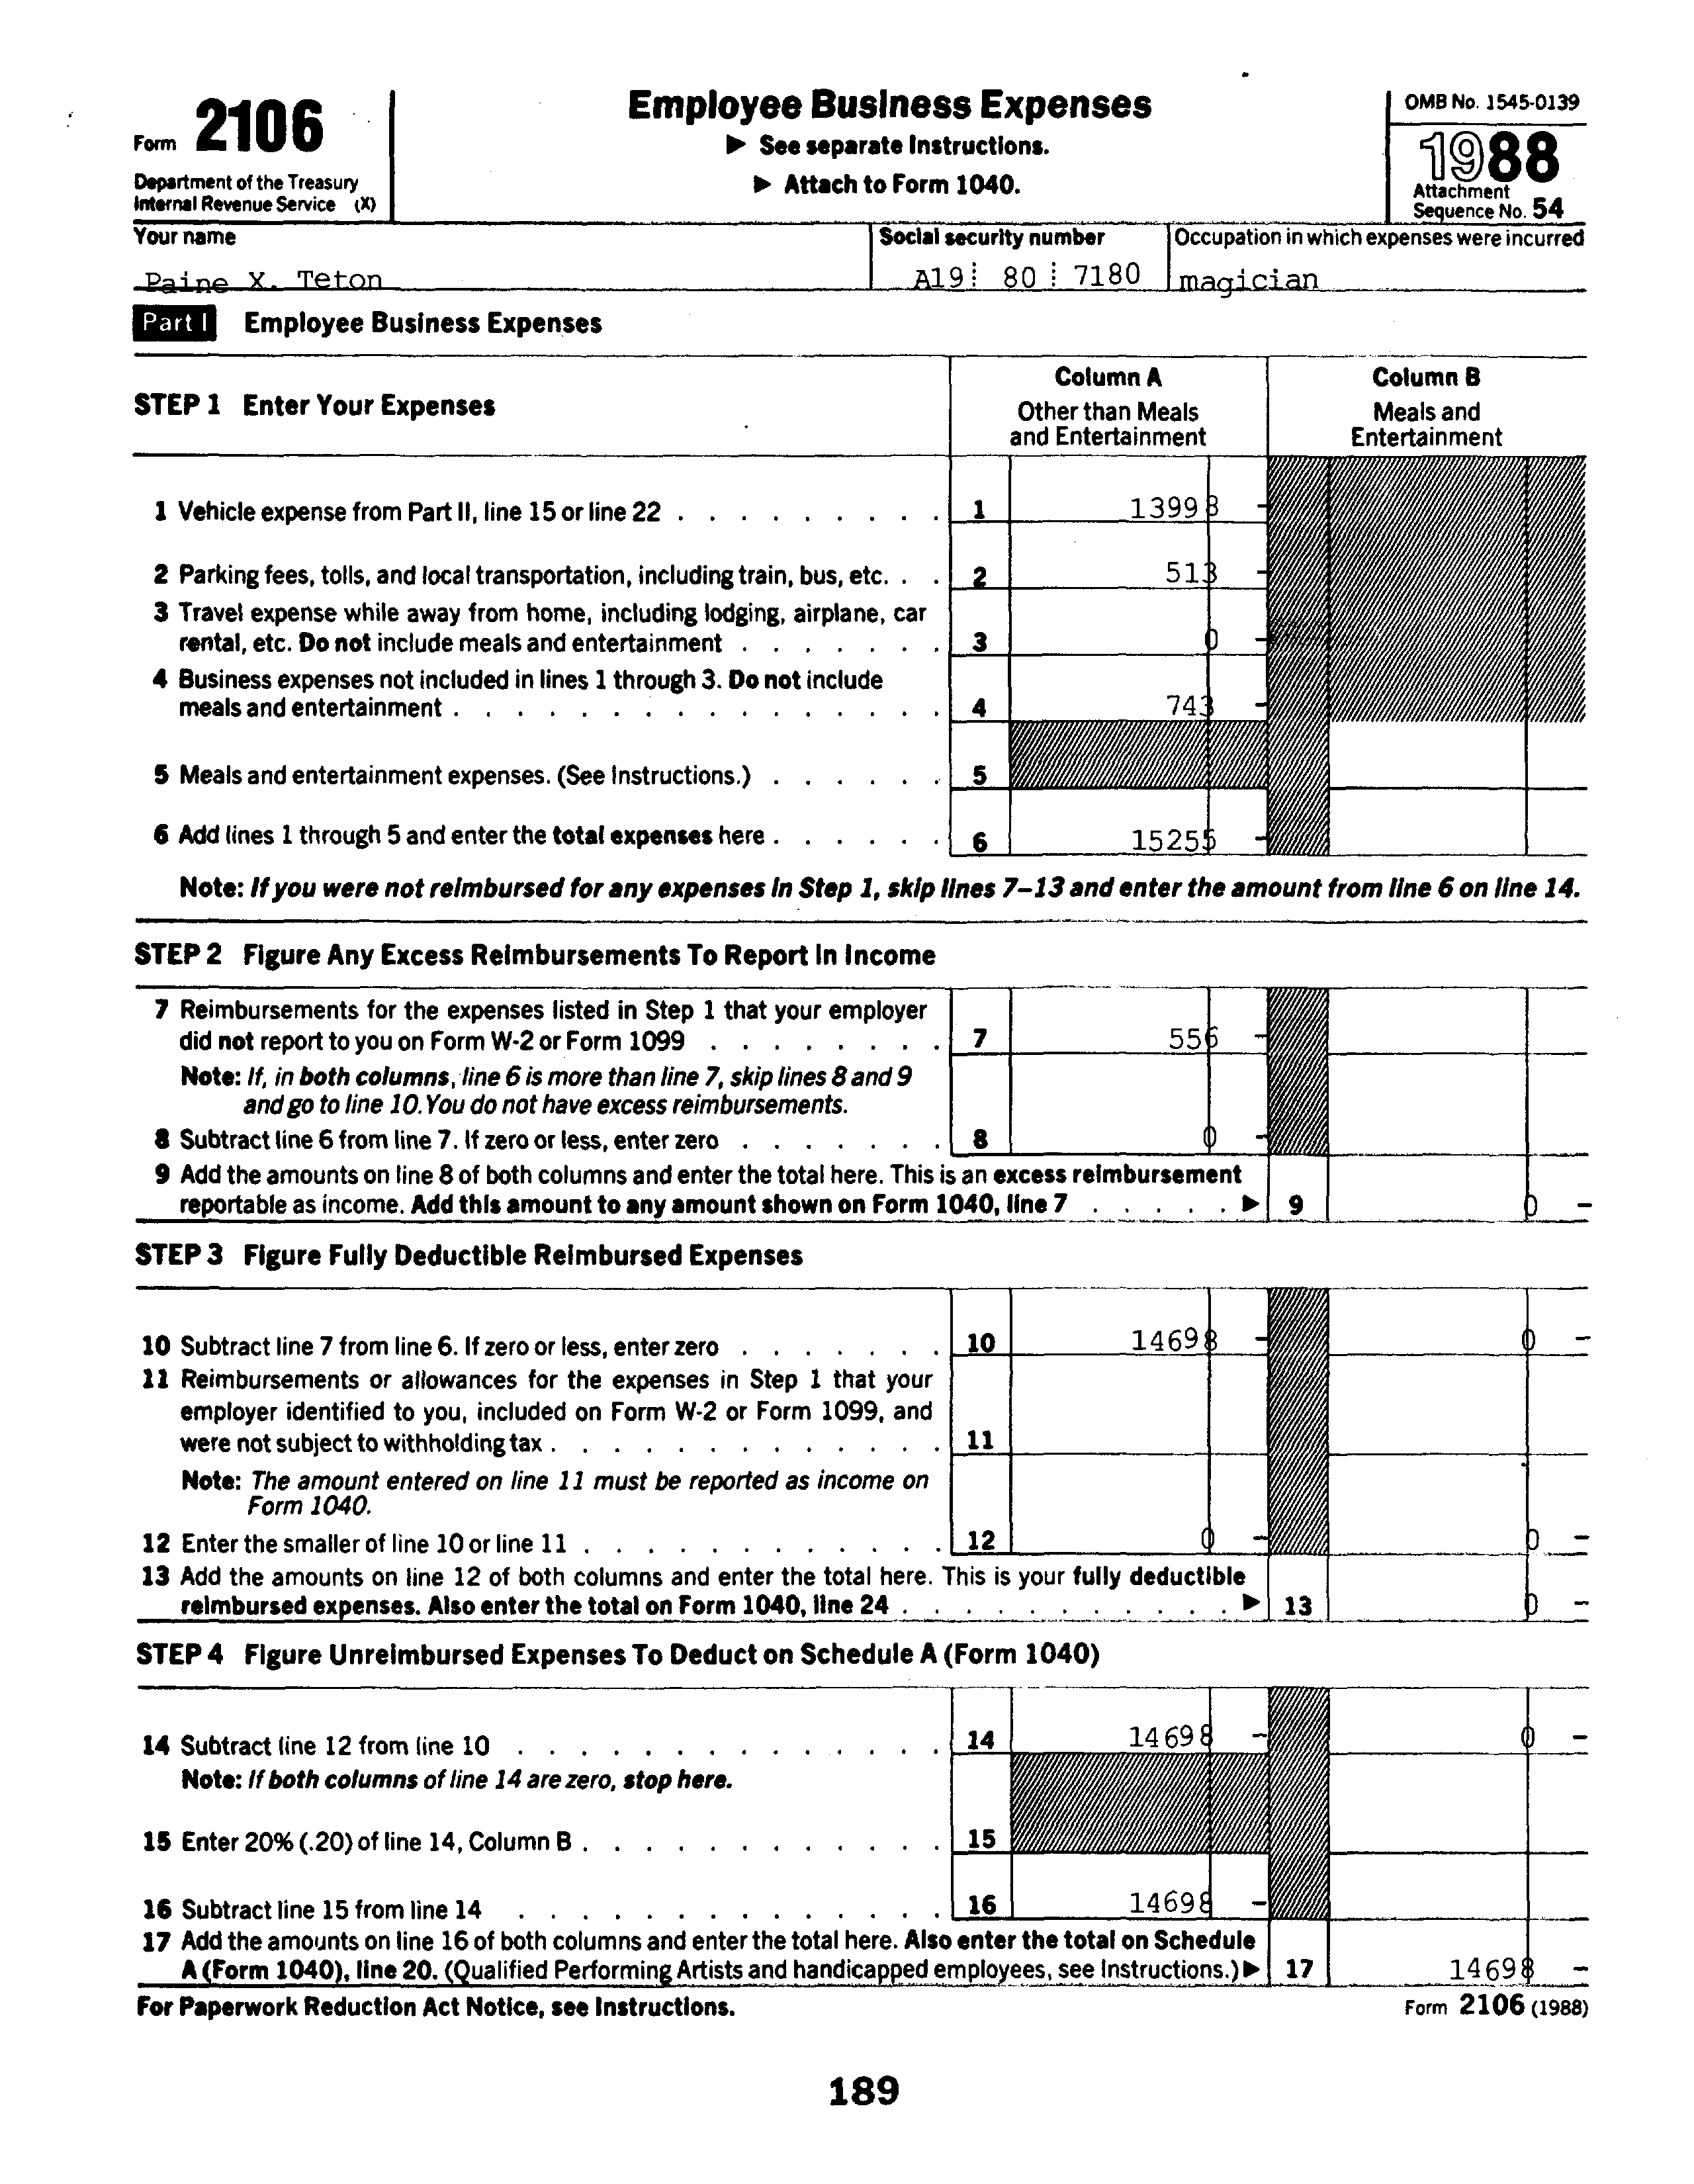 Form 2106
Department of the Treasury
Internal Revenue Service (X)
Employee Business Expenses
▶ See separate Instructions.
▶ Attach to Form 1040.
OMB No. 1545-0139
1988
Attachment
Sequence No. 54
Your name
Social security number
Occupation in which expenses were incurred
Paine X. Teton
A19 80 7180
magician
Part I Employee Business Expenses
STEP 1 Enter Your Expenses
Column A
Other than Meals
and Entertainment
Column B
Meals and
Entertainment
1 Vehicle expense from Part II, line 15 or line 22 . . . . . . . . . 1 13998 -
2 Parking fees, tolls, and local transportation, including train, bus, etc. . . 2 513 -
3 Travel expense while away from home, including lodging, airplane, car
rental, etc. Do not include meals and entertainment . . . . . . . 3 0 -
4 Business expenses not included in lines 1 through 3. Do not include
meals and entertainment . . . . . . . . . . . . . . . . 4 743 -
5 Meals and entertainment expenses. (See Instructions.) . . . . . . 5
6 Add lines 1 through 5 and enter the total expenses here . . . . . . 6 15255 -
Note: If you were not reimbursed for any expenses in Step 1, skip lines 7–13 and enter the amount from line 6 on line 14.
STEP 2 Figure Any Excess Reimbursements To Report In Income
7 Reimbursements for the expenses listed in Step 1 that your employer
did not report to you on Form W-2 or Form 1099 . . . . . . . . 7 556 -
Note: If, in both columns, line 6 is more than line 7, skip lines 8 and 9
and go to line 10. You do not have excess reimbursements.
8 Subtract line 6 from line 7. If zero or less, enter zero . . . . . . . 8 0 -
9 Add the amounts on line 8 of both columns and enter the total here. This is an excess reimbursement
reportable as income. Add this amount to any amount shown on Form 1040, line 7 . . . . . ▶ 9 0 -
STEP 3 Figure Fully Deductible Reimbursed Expenses
10 Subtract line 7 from line 6. If zero or less, enter zero . . . . . . . 10 14698 - 0 -
11 Reimbursements or allowances for the expenses in Step 1 that your
employer identified to you, included on Form W-2 or Form 1099, and
were not subject to withholding tax . . . . . . . . . . . . . 11
Note: The amount entered on line 11 must be reported as income on
Form 1040.
12 Enter the smaller of line 10 or line 11 . . . . . . . . . . . . 12 0 - 0 -
13 Add the amounts on line 12 of both columns and enter the total here. This is your fully deductible
reimbursed expenses. Also enter the total on Form 1040, line 24 . . . . . . . . . . . ▶ 13 0 -
STEP 4 Figure Unreimbursed Expenses To Deduct on Schedule A (Form 1040)
14 Subtract line 12 from line 10 . . . . . . . . . . . . . . 14 14698 - 0 -
Note: If both columns of line 14 are zero, stop here.
15 Enter 20% (.20) of line 14, Column B . . . . . . . . . . . . 15
16 Subtract line 15 from line 14 . . . . . . . . . . . . . . 16 14698 -
17 Add the amounts on line 16 of both columns and enter the total here. Also enter the total on Schedule
A (Form 1040), line 20. (Qualified Performing Artists and handicapped employees, see Instructions.) ▶ 17 14698 -
For Paperwork Reduction Act Notice, see Instructions.
Form 2106 (1988)
189